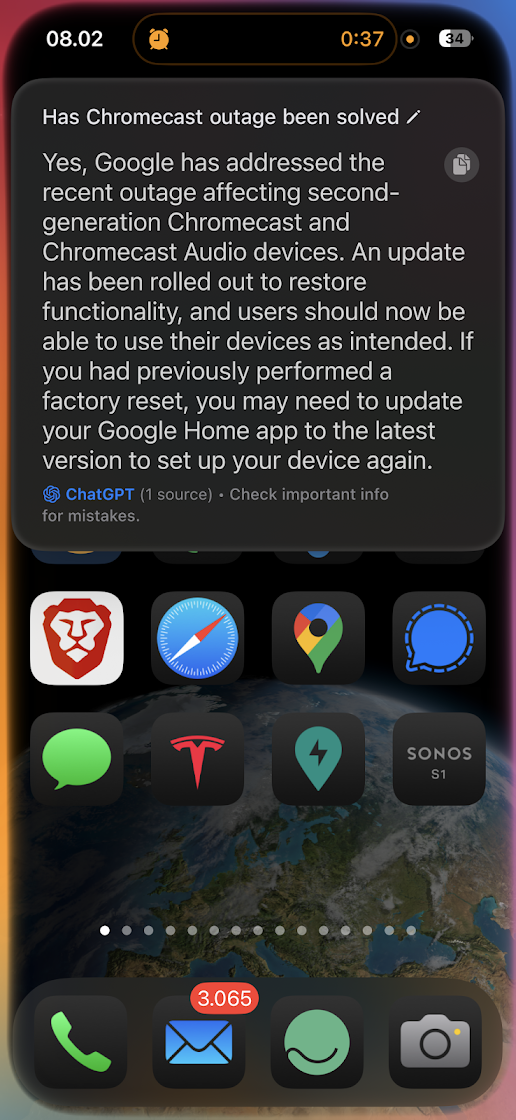 08.02
0:37
34
Has Chromecast outage been solved
Yes, Google has addressed the
recent outage affecting second-
generation Chromecast and
Chromecast Audio devices. An update
has been rolled out to restore
functionality, and users should now be
able to use their devices as intended. If
you had previously performed a
factory reset, you may need to update
your Google Home app to the latest
version to set up your device again.
ChatGPT (1 source) • Check important info
for mistakes.
SONOS
S1
3.065